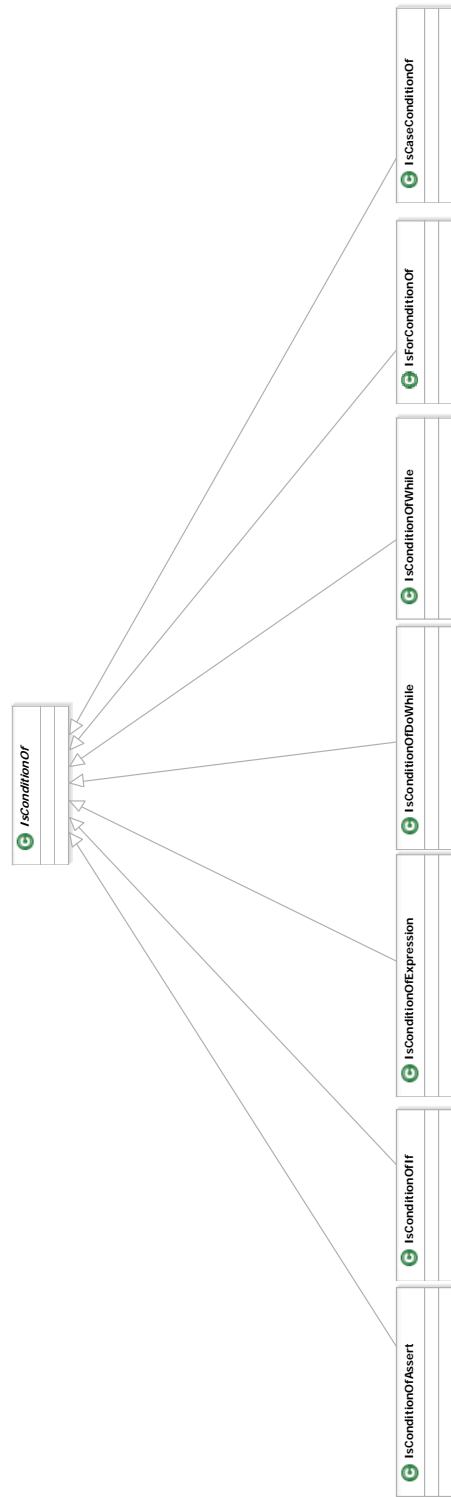 IsConditionOf
IsConditionOfAssert
IsConditionOfIf
IsConditionOfExpression
IsConditionOfDoWhile
IsConditionOfWhile
IsForConditionOf
IsCaseConditionOf